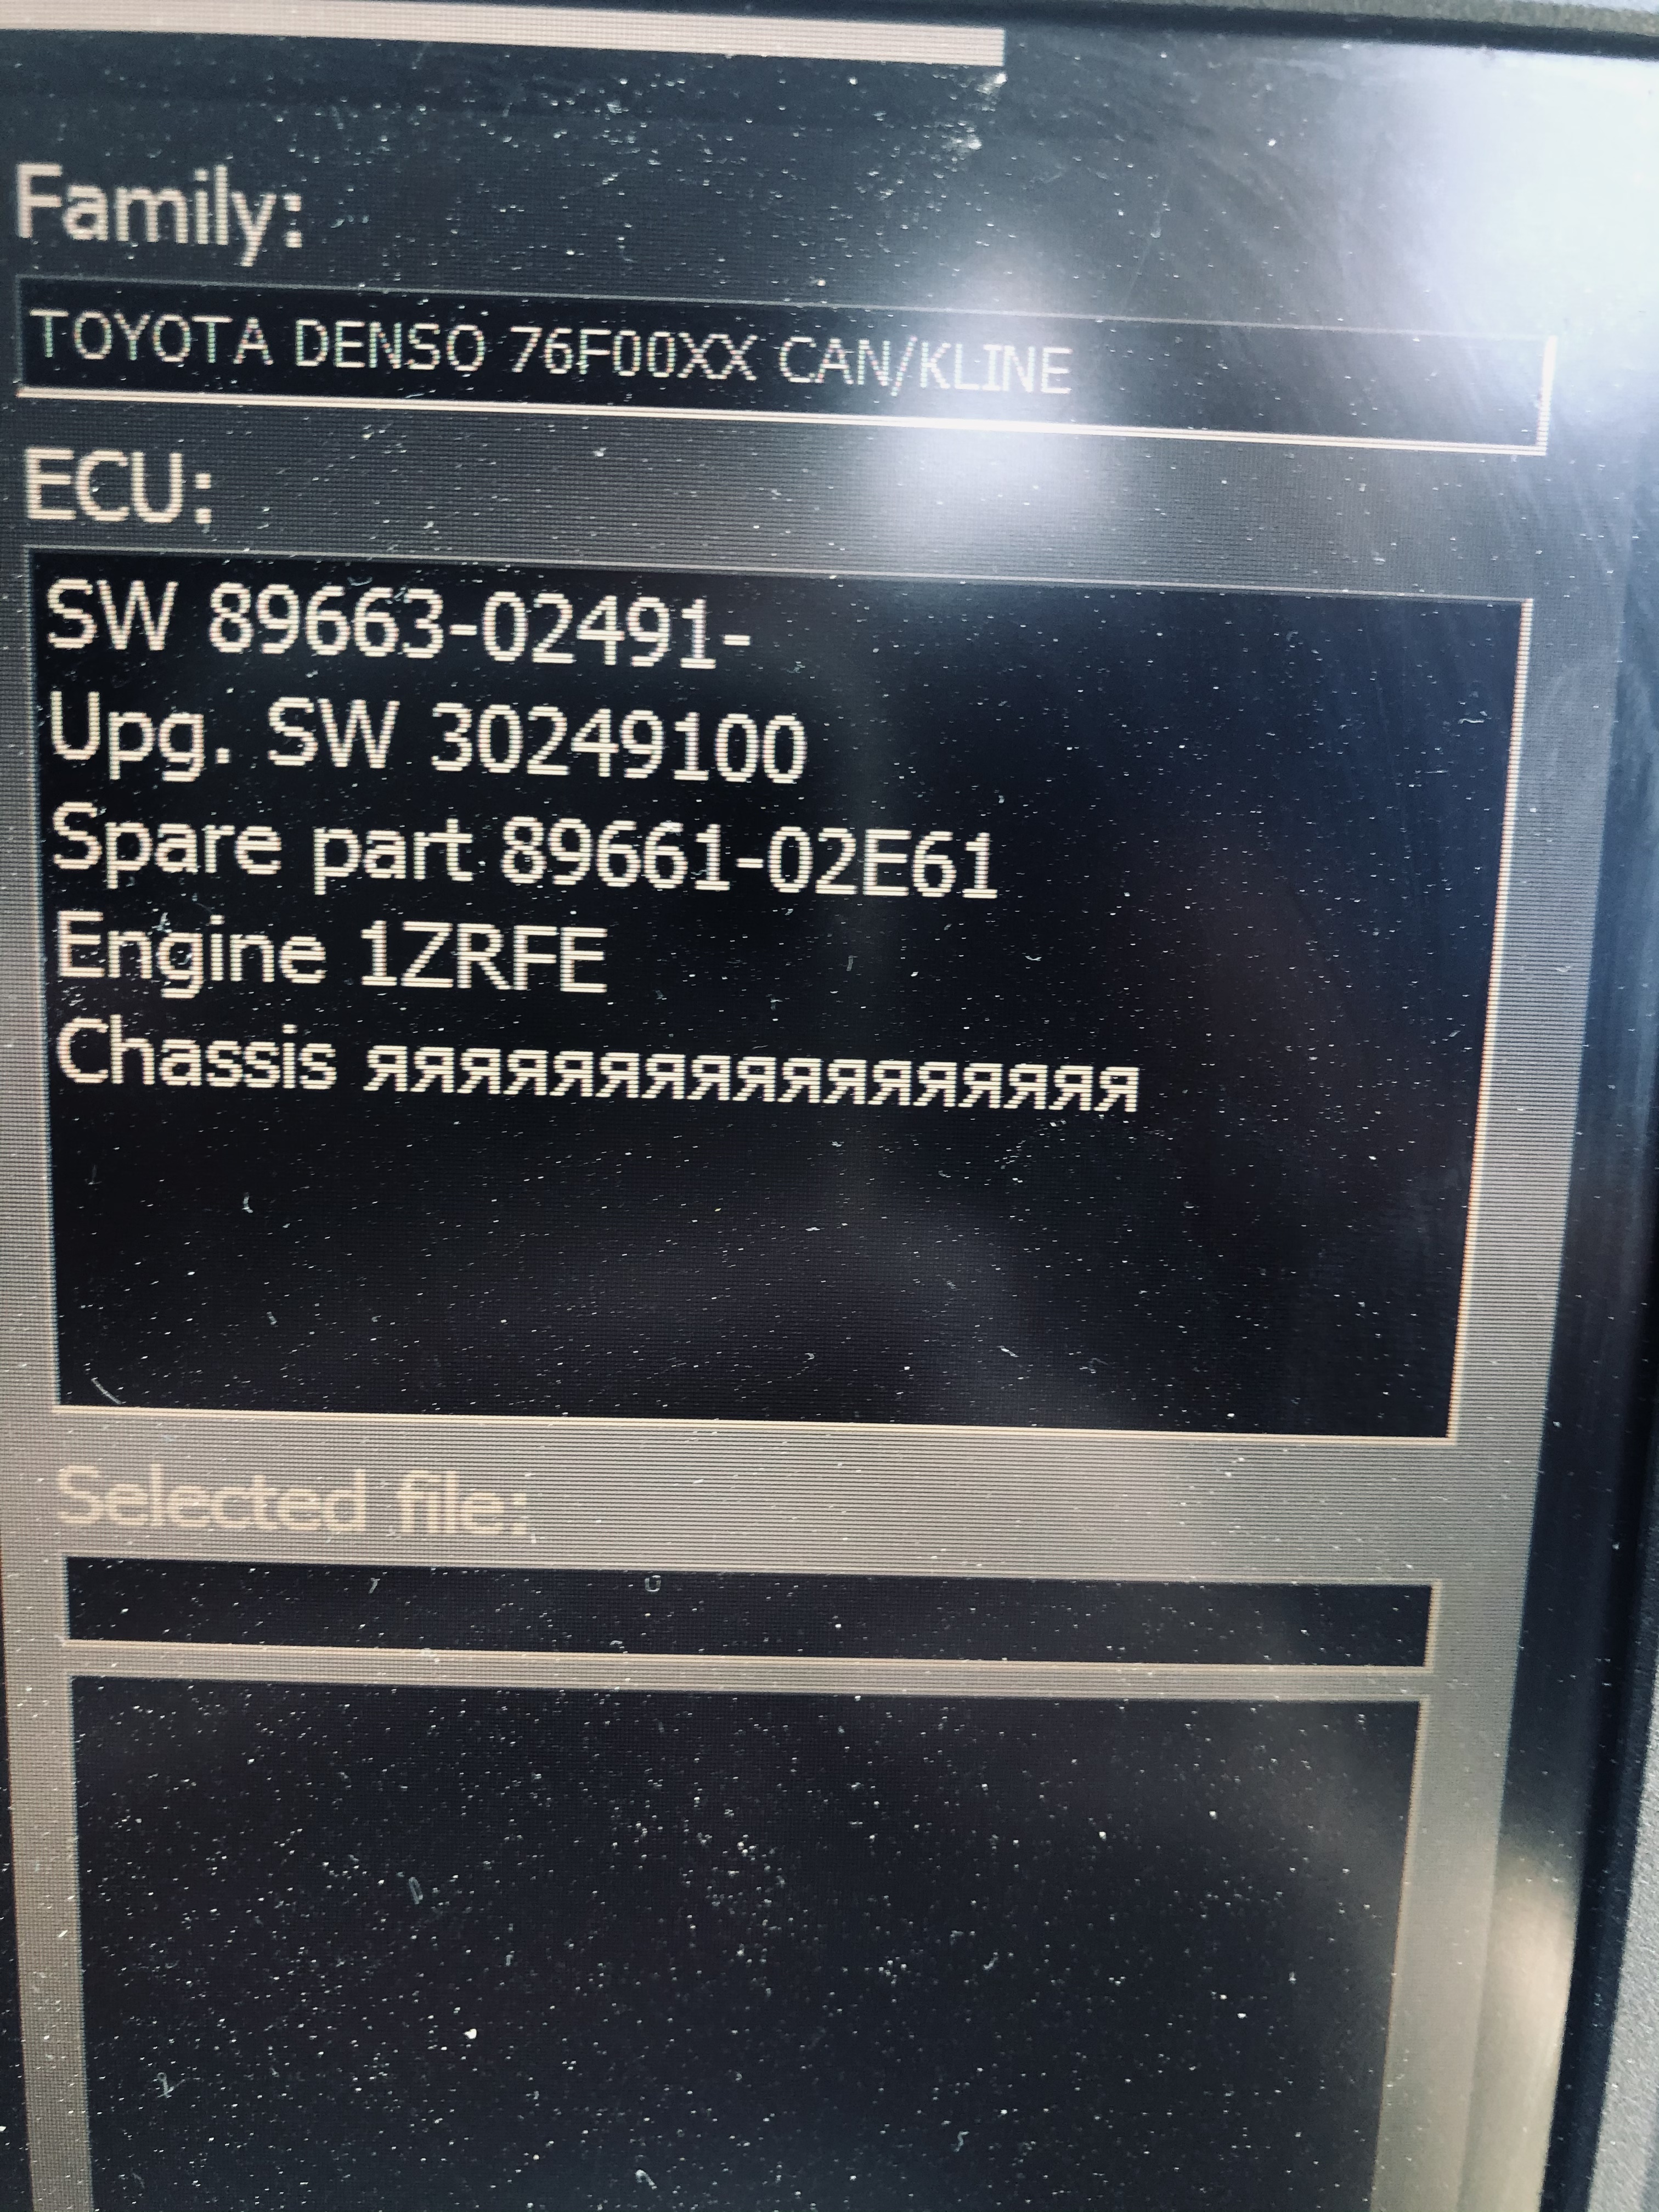 Family:
TOYOTA DENSO 76F00XX CAN/KLINE
ECU:
SW 89663-02491-
Upg. SW 30249100
Spare part 89661-02E61
Engine 1ZRFE
Chassis яяяяяяяяяяяяяяяяя
Selected file: